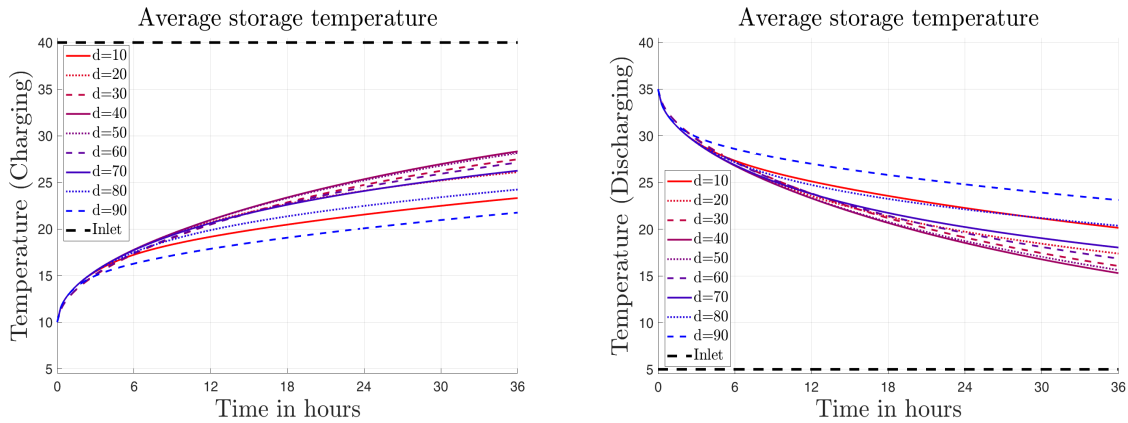 Average storage temperature
Temperature (Charging)
40
35
30
25
20
15
10
5
d=10
d=20
d=30
d=40
d=50
d=60
d=70
d=80
d=90
Inlet
0 6 12 18 24 30 36
Time in hours
Average storage temperature
Temperature (Discharging)
40
35
30
25
20
15
10
5
d=10
d=20
d=30
d=40
d=50
d=60
d=70
d=80
d=90
Inlet
0 6 12 18 24 30 36
Time in hours